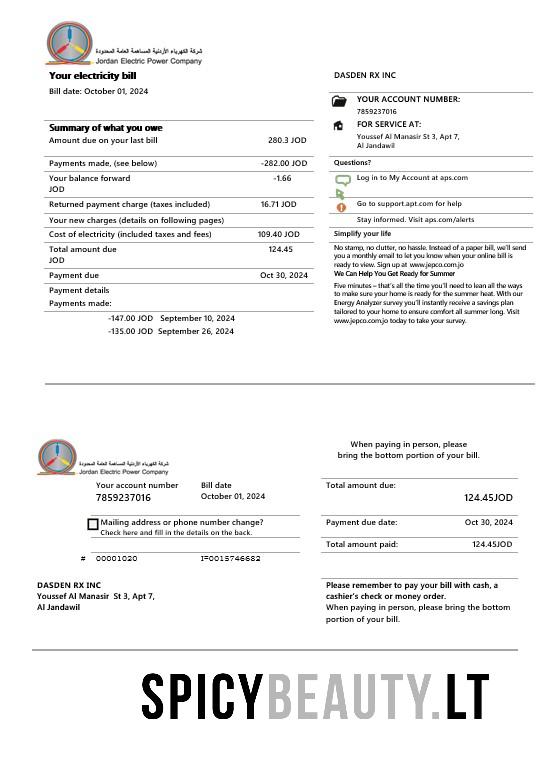 شركة الكهرباء الأردنية المساهمة العامة المحدودة
Jordan Electric Power Company
Your electricity bill
Bill date: October 01, 2024
Summary of what you owe
Amount due on your last bill 280.3 JOD
Payments made, (see below) -282.00 JOD
Your balance forward -1.66
JOD
Returned payment charge (taxes included) 16.71 JOD
Your new charges (details on following pages)
Cost of electricity (included taxes and fees) 109.40 JOD
Total amount due 124.45
JOD
Payment due Oct 30, 2024
Payment details
Payments made:
-147.00 JOD September 10, 2024
-135.00 JOD September 26, 2024
DASDEN RX INC
YOUR ACCOUNT NUMBER:
7859237016
FOR SERVICE AT:
Youssef Al Manasir St 3, Apt 7,
Al Jandawil
Questions?
Log in to My Account at aps.com
Go to support.apt.com for help
Stay informed. Visit aps.com/alerts
Simplify your life
No stamp, no clutter, no hassle. Instead of a paper bill, we'll send
you a monthly email to let you know when your online bill is
ready to view. Sign up at www.jepco.com.jo
We Can Help You Get Ready for Summer
Five minutes – that's all the time you'll need to lean all the ways
to make sure your home is ready for the summer heat. With our
Energy Analyzer survey you'll instantly receive a savings plan
tailored to your home to ensure comfort all summer long. Visit
www.jepco.com.jo today to take your survey.
شركة الكهرباء الأردنية المساهمة العامة المحدودة
Jordan Electric Power Company
When paying in person, please
bring the bottom portion of your bill.
Your account number Bill date
7859237016 October 01, 2024
Mailing address or phone number change?
Check here and fill in the details on the back.
# 00001020 I=0015746682
DASDEN RX INC
Youssef Al Manasir St 3, Apt 7,
Al Jandawil
Total amount due:
124.45JOD
Payment due date: Oct 30, 2024
Total amount paid: 124.45JOD
Please remember to pay your bill with cash, a
cashier's check or money order.
When paying in person, please bring the bottom
portion of your bill.
SPICYBEAUTY.LT